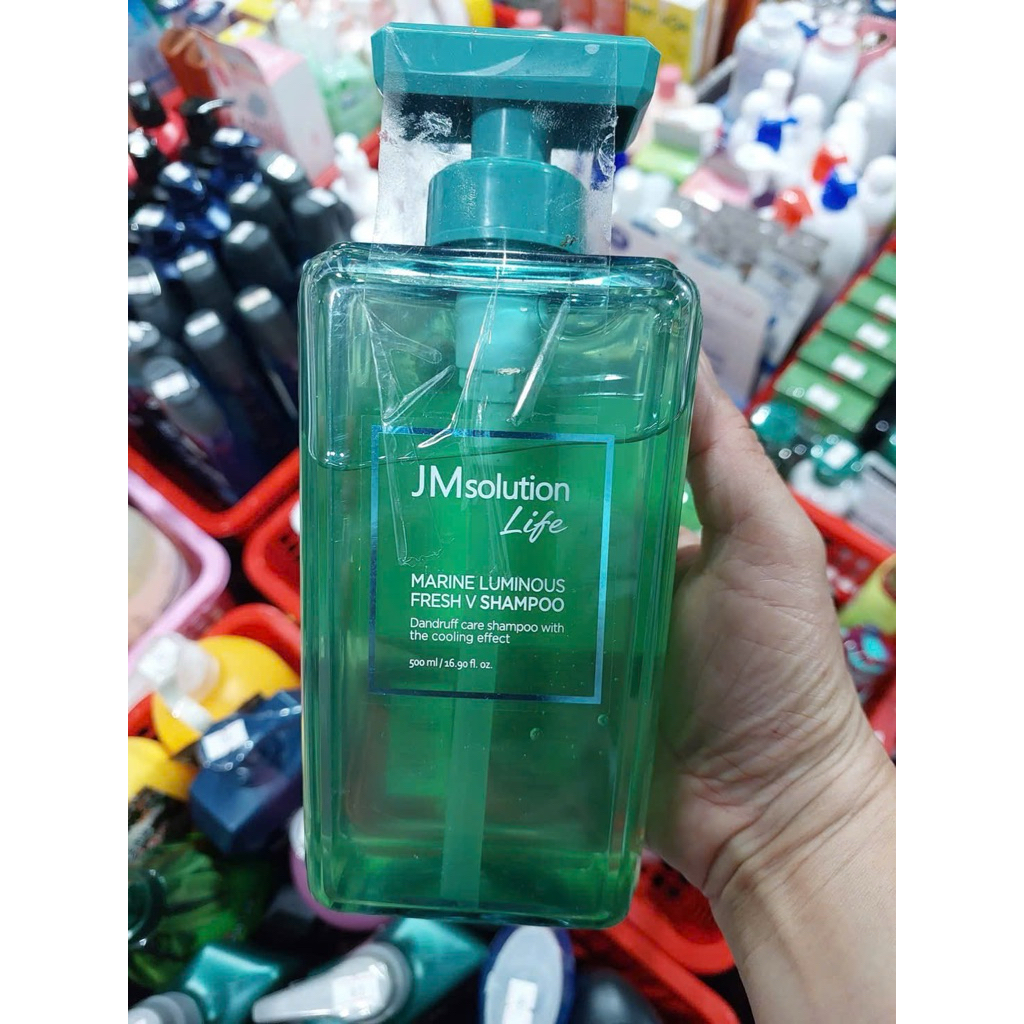 JMsolution
Life
MARINE LUMINOUS
FRESH V SHAMPOO
Dandruff care shampoo with
the cooling effect
500 ml / 16.90 fl. oz.